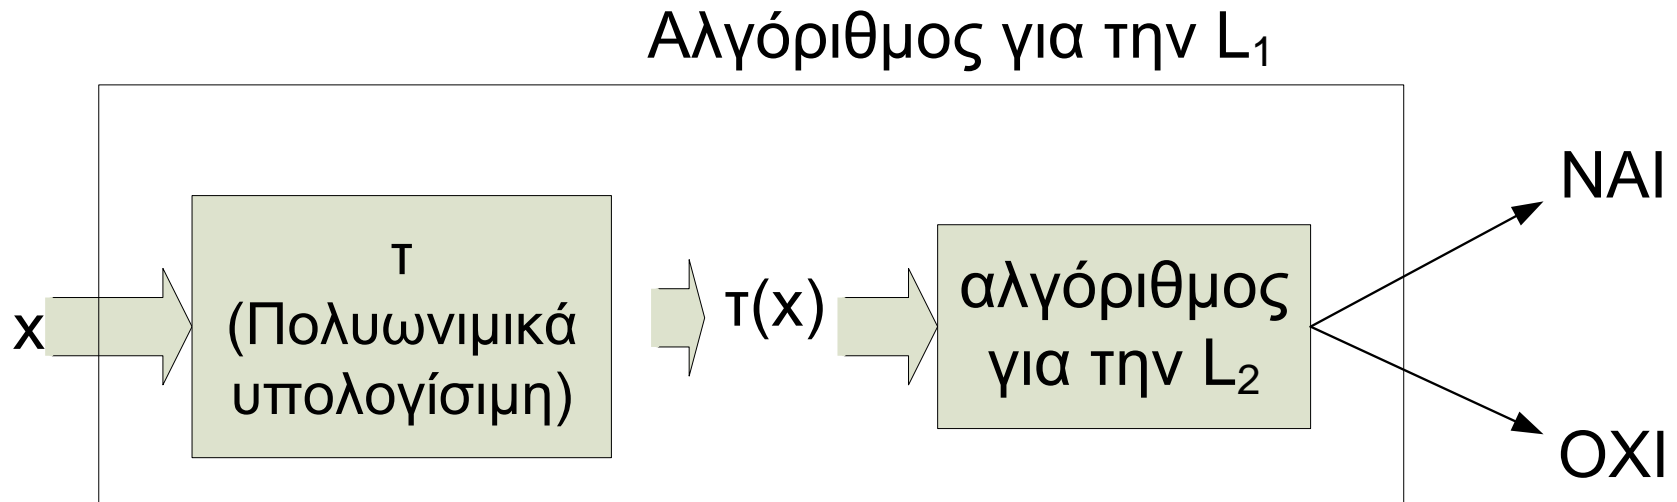 Αλγόριθμος για την L₁
x
τ
(Πολυωνιμικά
υπολογίσιμη)
τ(x)
αλγόριθμος
για την L₂
ΝΑΙ
ΟΧΙ